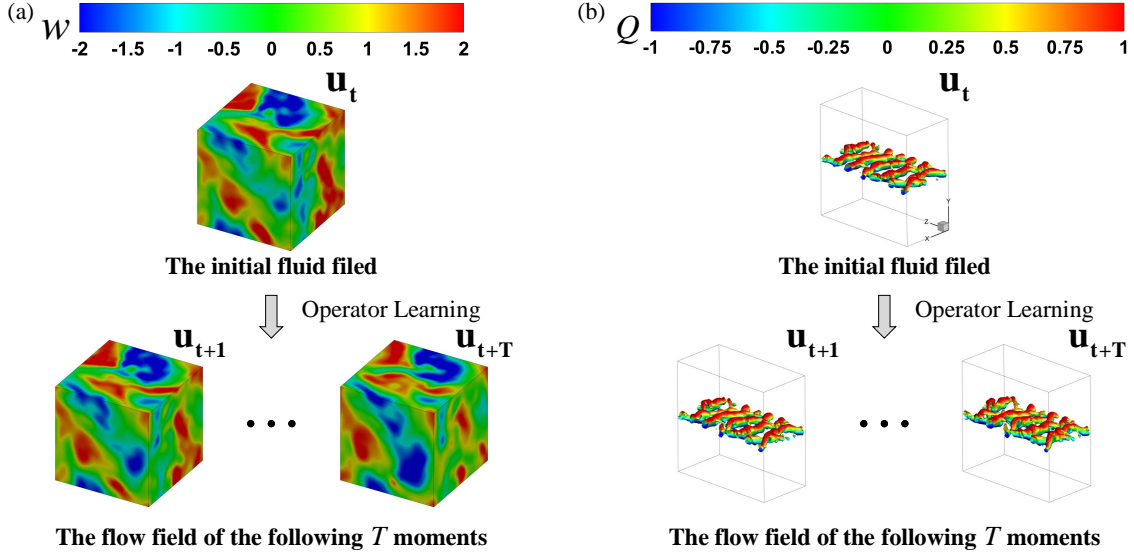 (a) w
-2 -1.5 -1 -0.5 0 0.5 1 1.5 2
u_t
The initial fluid filed
Operator Learning
u_t+1
u_t+T
• • •
The flow field of the following T moments
(b) Q
-1 -0.75 -0.5 -0.25 0 0.25 0.5 0.75 1
u_t
Y
Z
X
The initial fluid filed
Operator Learning
u_t+1
u_t+T
• • •
The flow field of the following T moments